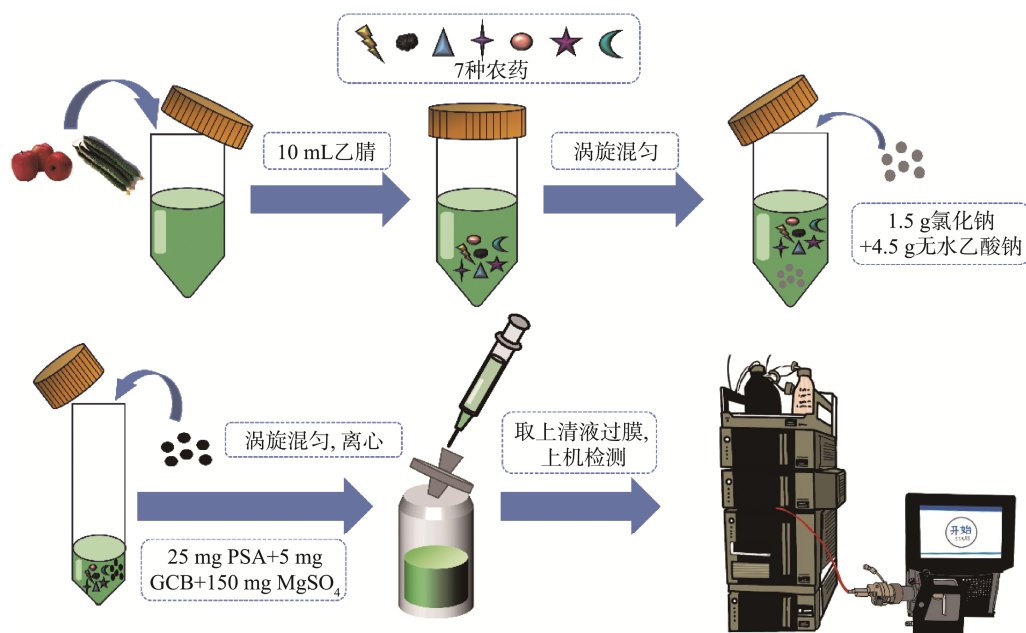 7种农药
10 mL乙腈
涡旋混匀
1.5 g氯化钠
+4.5 g无水乙酸钠
涡旋混匀, 离心
25 mg PSA+5 mg
GCB+150 mg MgSO₄
取上清液过膜,
上机检测
开始